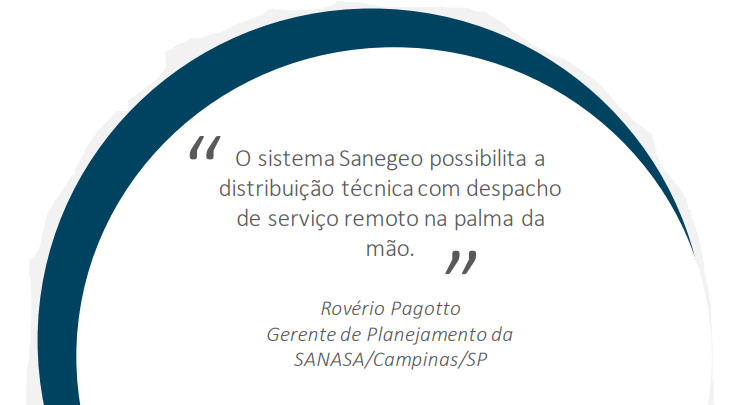 “ O sistema Sanegeo possibilita a
distribuição técnica com despacho
de serviço remoto na palma da
mão. ”
Rovério Pagotto
Gerente de Planejamento da
SANASA/Campinas/SP